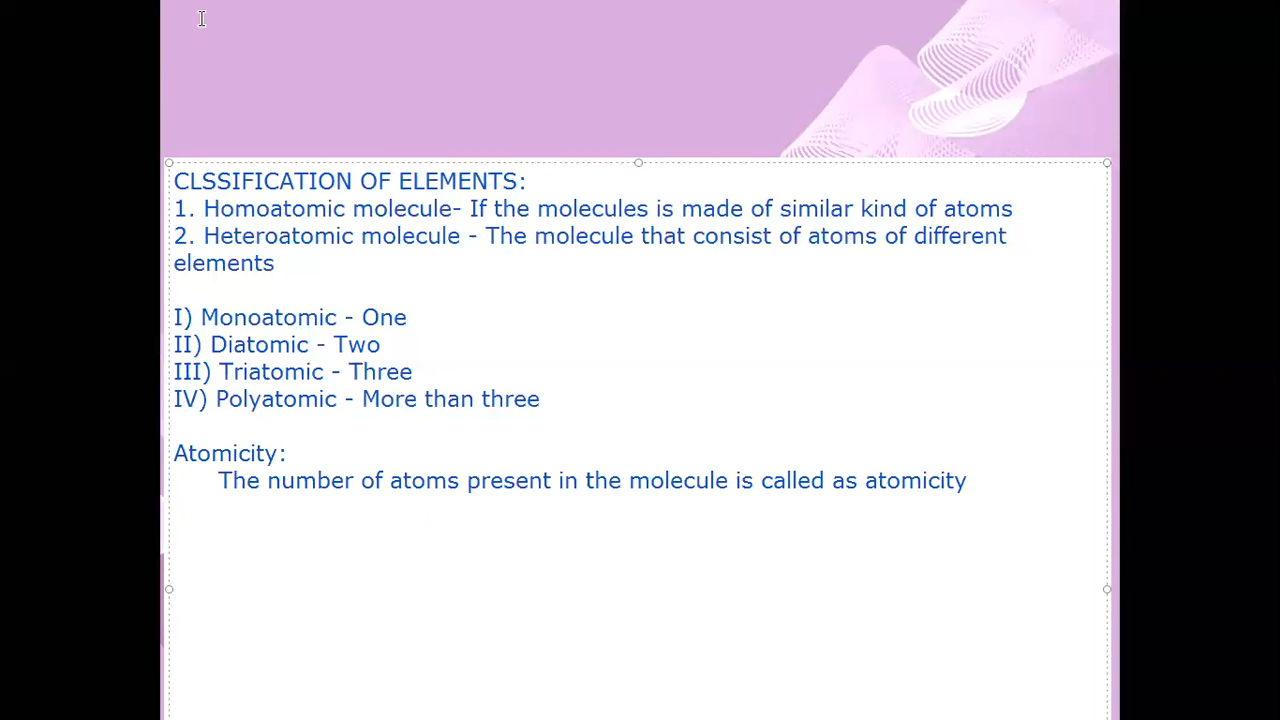 CLSSIFICATION OF ELEMENTS:
1. Homoatomic molecule- If the molecules is made of similar kind of atoms
2. Heteroatomic molecule - The molecule that consist of atoms of different
elements
I) Monoatomic - One
II) Diatomic - Two
III) Triatomic - Three
IV) Polyatomic - More than three
Atomicity:
The number of atoms present in the molecule is called as atomicity